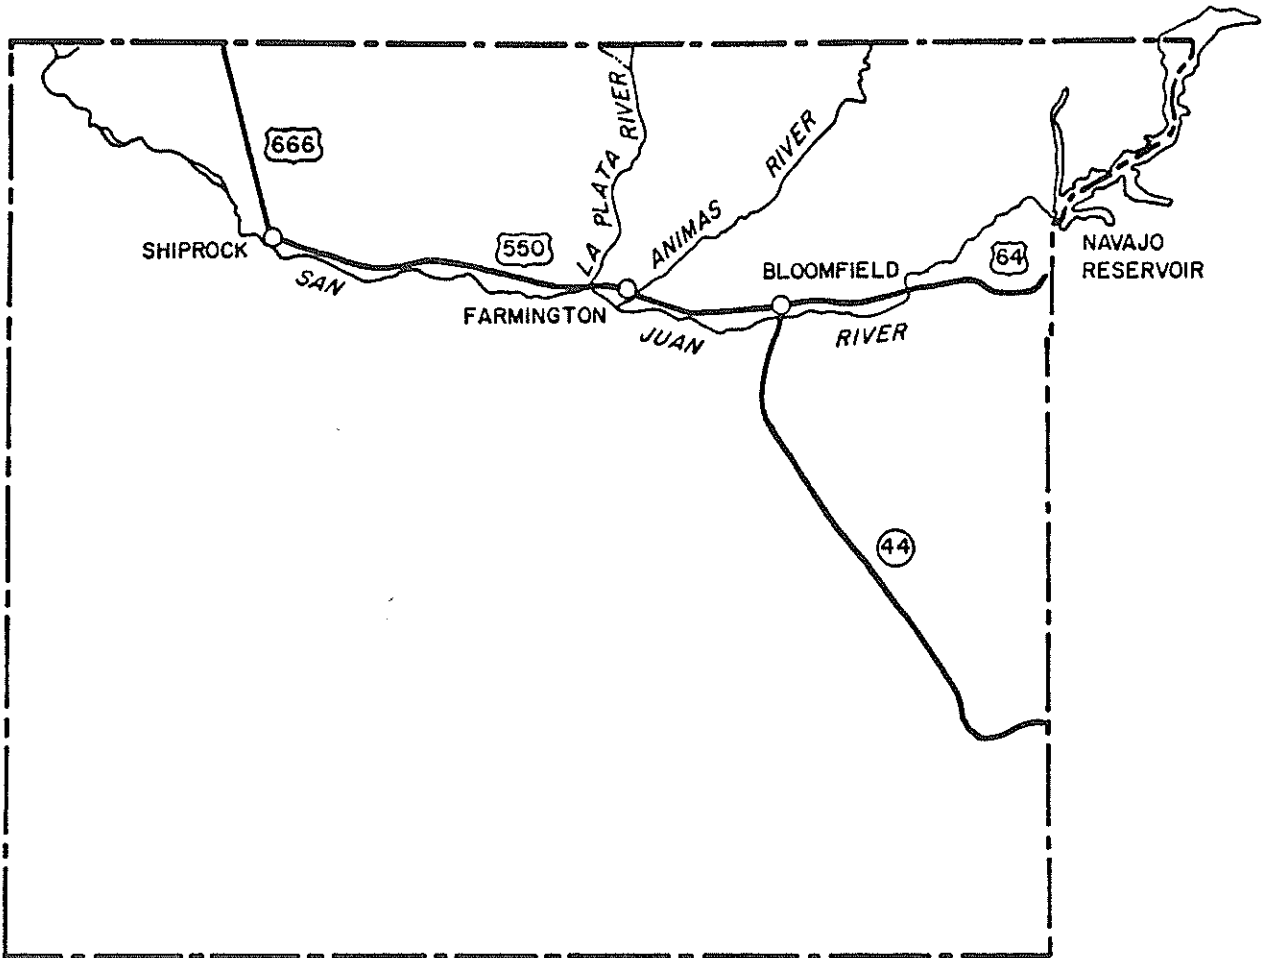 666
LA PLATA RIVER
ANIMAS RIVER
SHIPROCK
550
SAN JUAN RIVER
FARMINGTON
BLOOMFIELD
64
NAVAJO
RESERVOIR
44